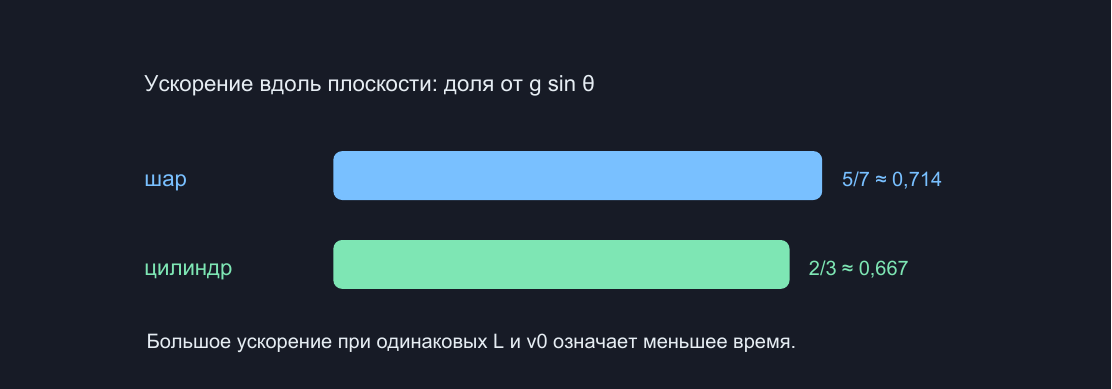 Ускорение вдоль плоскости: доля от g sin θ
шар 5/7 ≈ 0,714
цилиндр 2/3 ≈ 0,667
Большое ускорение при одинаковых L и v0 означает меньшее время.